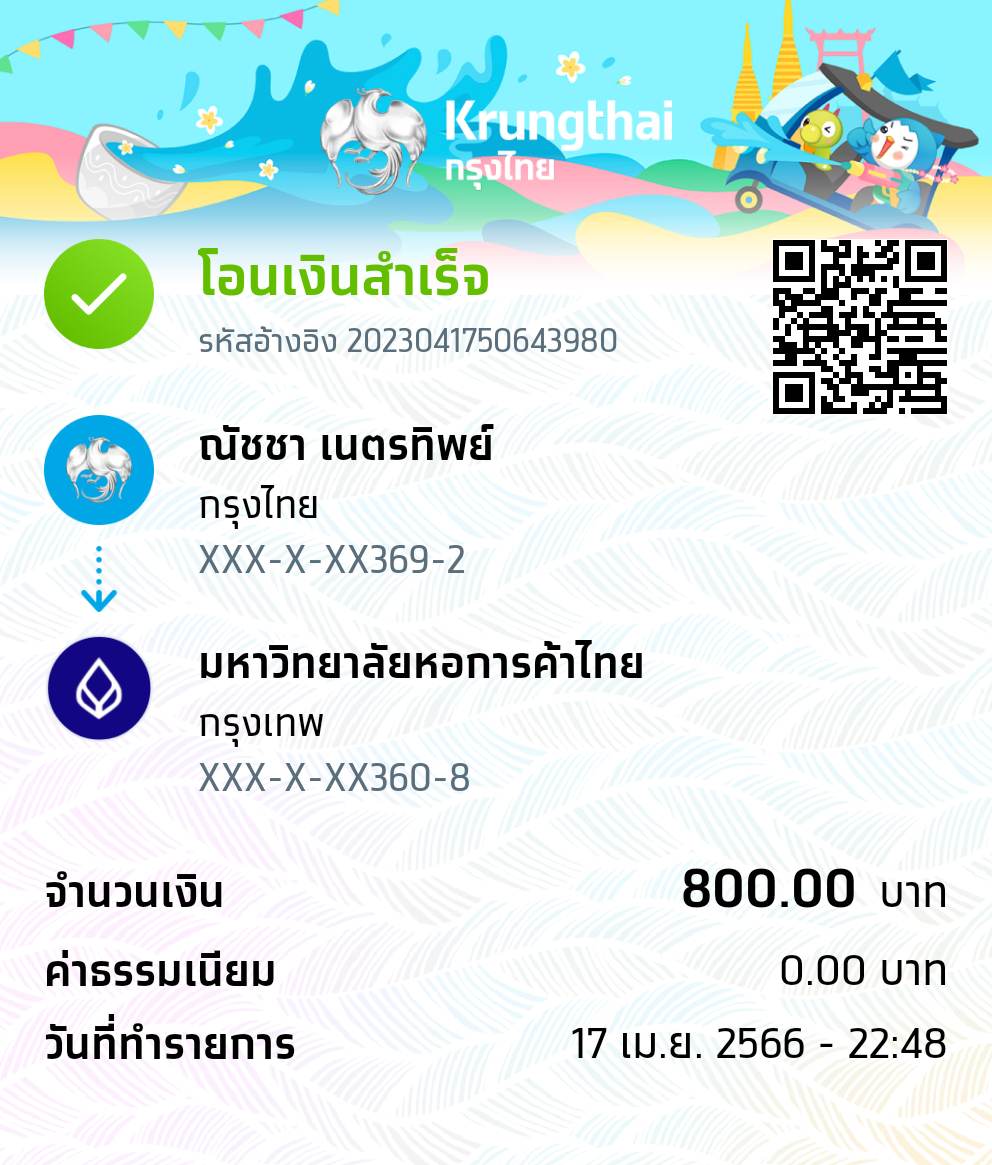 Krungthai
กรุงไทย
โอนเงินสำเร็จ
รหัสอ้างอิง 2023041750643980
ณัชชา เนตรทิพย์
กรุงไทย
XXX-X-XX369-2
มหาวิทยาลัยหอการค้าไทย
กรุงเทพ
XXX-X-XX360-8
จำนวนเงิน 800.00 บาท
ค่าธรรมเนียม 0.00 บาท
วันที่ทำรายการ 17 เม.ย. 2566 - 22:48